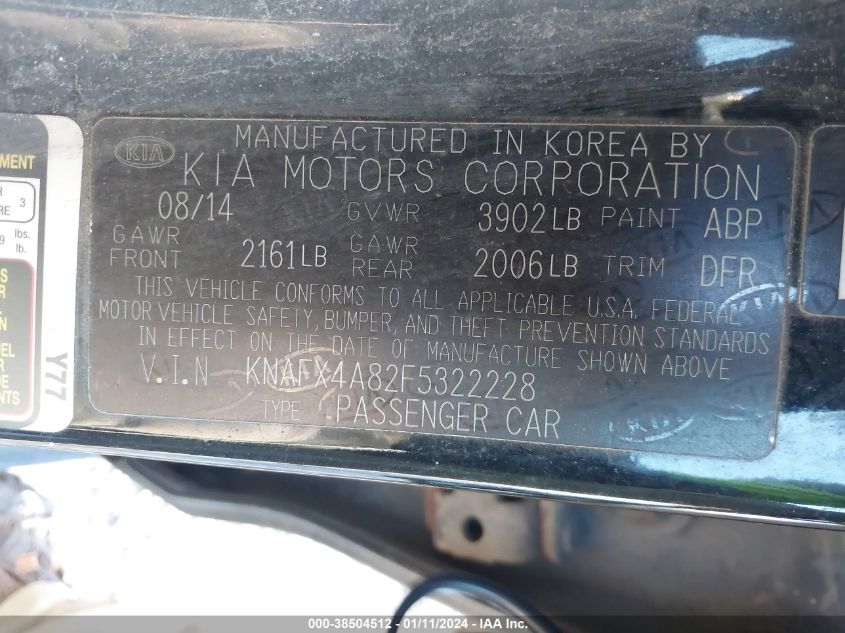 MANUFACTURED IN KOREA BY
KIA
KIA MOTORS CORPORATION
08/14 GVWR 3902LB PAINT ABP
GAWR FRONT 2161LB GAWR REAR 2006LB TRIM DFR
THIS VEHICLE CONFORMS TO ALL APPLICABLE U.S.A. FEDERAL
MOTOR VEHICLE SAFETY, BUMPER, AND THEFT PREVENTION STANDARDS
IN EFFECT ON THE DATE OF MANUFACTURE SHOWN ABOVE
V.I.N KNAFX4A82F5322228
TYPE : PASSENGER CAR
3
lbs.
lb.
Y77
000-38504512 - 01/11/2024 - IAA Inc.